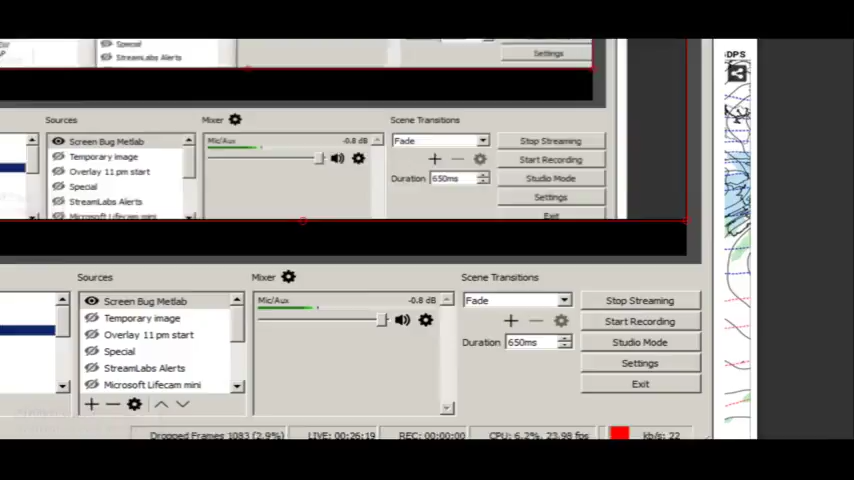 Special
StreamLabs Alerts
Settings
DPS
Sources
Mixer
Scene Transitions
Screen Bug Metlab
Temporary image
Overlay 11 pm start
Special
StreamLabs Alerts
Microsoft Lifecam mini
Mic/Aux
-0.8 dB
Fade
Duration
650ms
Stop Streaming
Start Recording
Studio Mode
Settings
Exit
Sources
Mixer
Scene Transitions
Screen Bug Metlab
Temporary image
Overlay 11 pm start
Special
StreamLabs Alerts
Microsoft Lifecam mini
Mic/Aux
-0.8 dB
Fade
Duration
650ms
Stop Streaming
Start Recording
Studio Mode
Settings
Exit
Dropped Frames 1083 (2.9%)
LIVE: 00:26:19
REC: 00:00:00
CPU: 6.2%, 23.98 fps
kb/s: 22